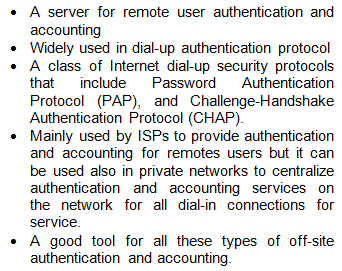 • A server for remote user authentication and
accounting
• Widely used in dial-up authentication protocol
• A class of Internet dial-up security protocols
that include Password Authentication
Protocol (PAP), and Challenge-Handshake
Authentication Protocol (CHAP).
• Mainly used by ISPs to provide authentication
and accounting for remotes users but it can
be used also in private networks to centralize
authentication and accounting services on
the network for all dial-in connections for
service.
• A good tool for all these types of off-site
authentication and accounting.